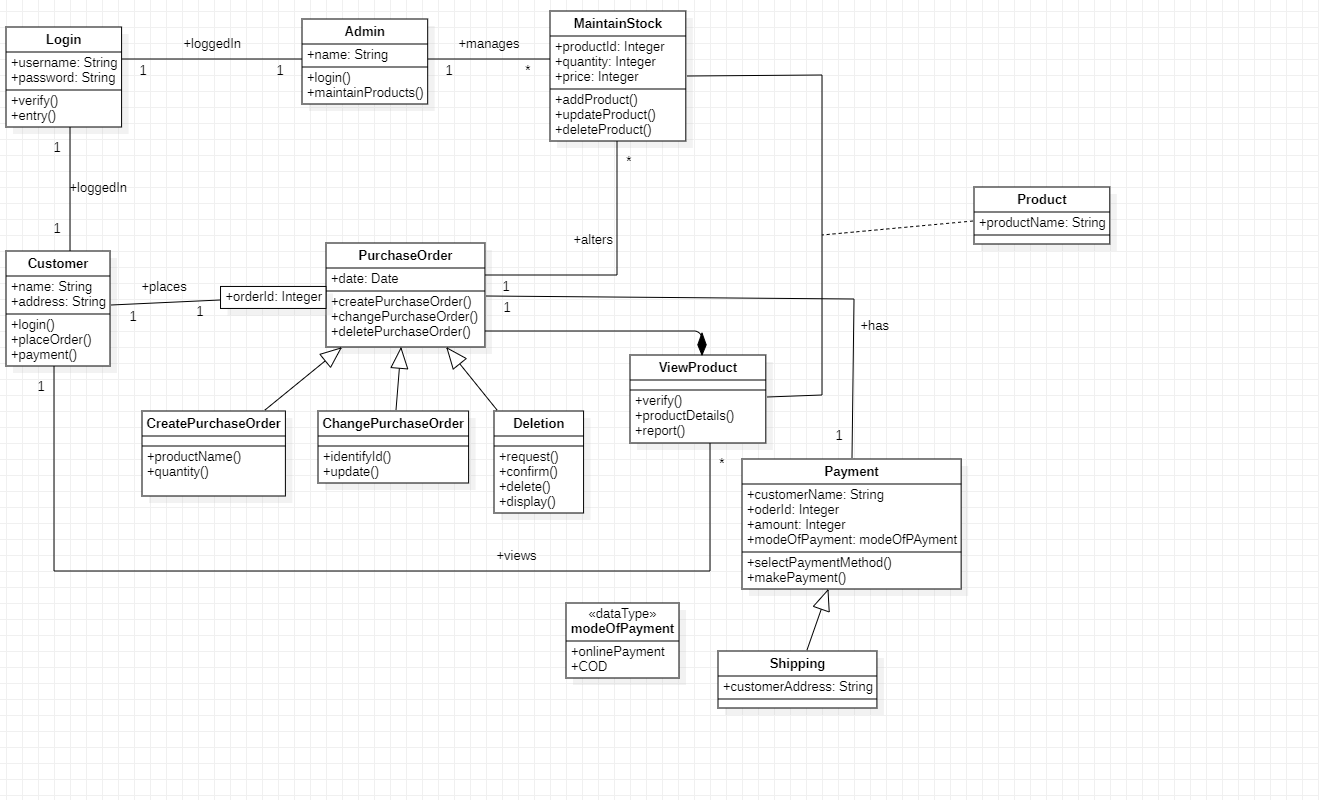 Login
+username: String
+password: String
+verify()
+entry()
+loggedIn
1
1
Admin
+name: String
+login()
+maintainProducts()
+manages
1
*
MaintainStock
+productId: Integer
+quantity: Integer
+price: Integer
+addProduct()
+updateProduct()
+deleteProduct()
1
+loggedIn
1
*
+alters
1
Product
+productName: String
Customer
+name: String
+address: String
+login()
+placeOrder()
+payment()
+places
1
1
+orderId: Integer
PurchaseOrder
+date: Date
+createPurchaseOrder()
+changePurchaseOrder()
+deletePurchaseOrder()
1
+has
1
ViewProduct
+verify()
+productDetails()
+report()
1
*
+views
CreatePurchaseOrder
+productName()
+quantity()
ChangePurchaseOrder
+identifyId()
+update()
Deletion
+request()
+confirm()
+delete()
+display()
Payment
+customerName: String
+oderId: Integer
+amount: Integer
+modeOfPayment: modeOfPAyment
+selectPaymentMethod()
+makePayment()
«dataType»
modeOfPayment
+onlinePayment
+COD
Shipping
+customerAddress: String